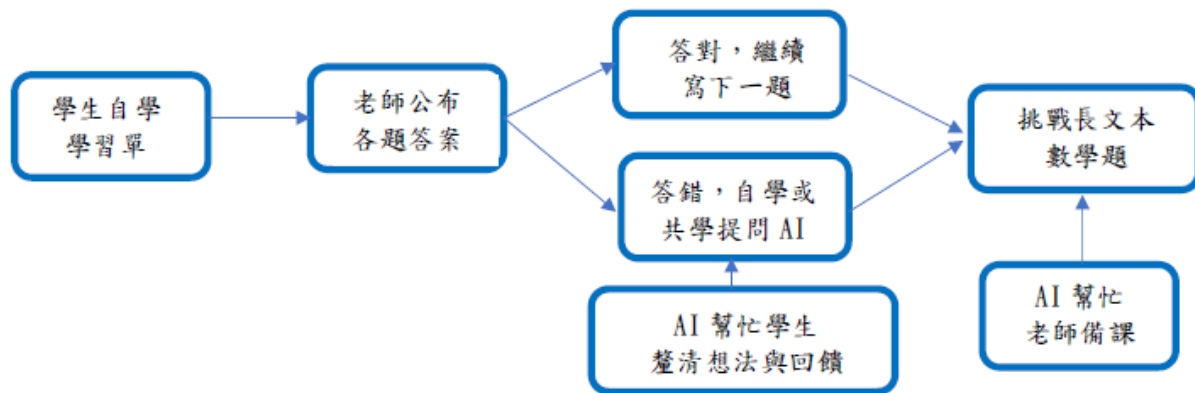 學生自學
學習單
老師公布
各題答案
答對，繼續
寫下一題
答錯，自學或
共學提問 AI
AI 幫忙學生
釐清想法與回饋
挑戰長文本
數學題
AI 幫忙
老師備課